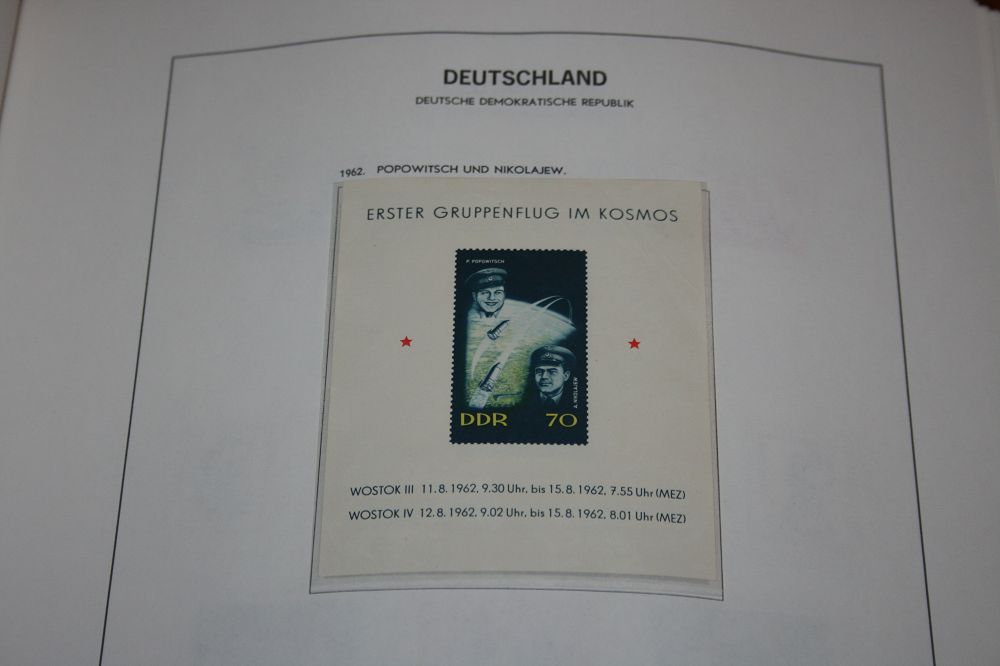 DEUTSCHLAND
DEUTSCHE DEMOKRATISCHE REPUBLIK
1962. POPOWITSCH UND NIKOLAJEW.
ERSTER GRUPPENFLUG IM KOSMOS
P. POPOWITSCH
A. NIKOLAJEW
DDR 70
WOSTOK III 11.8.1962, 9.30 Uhr, bis 15.8.1962, 7.55 Uhr (MEZ)
WOSTOK IV 12.8.1962, 9.02 Uhr, bis 15.8.1962, 8.01 Uhr (MEZ)